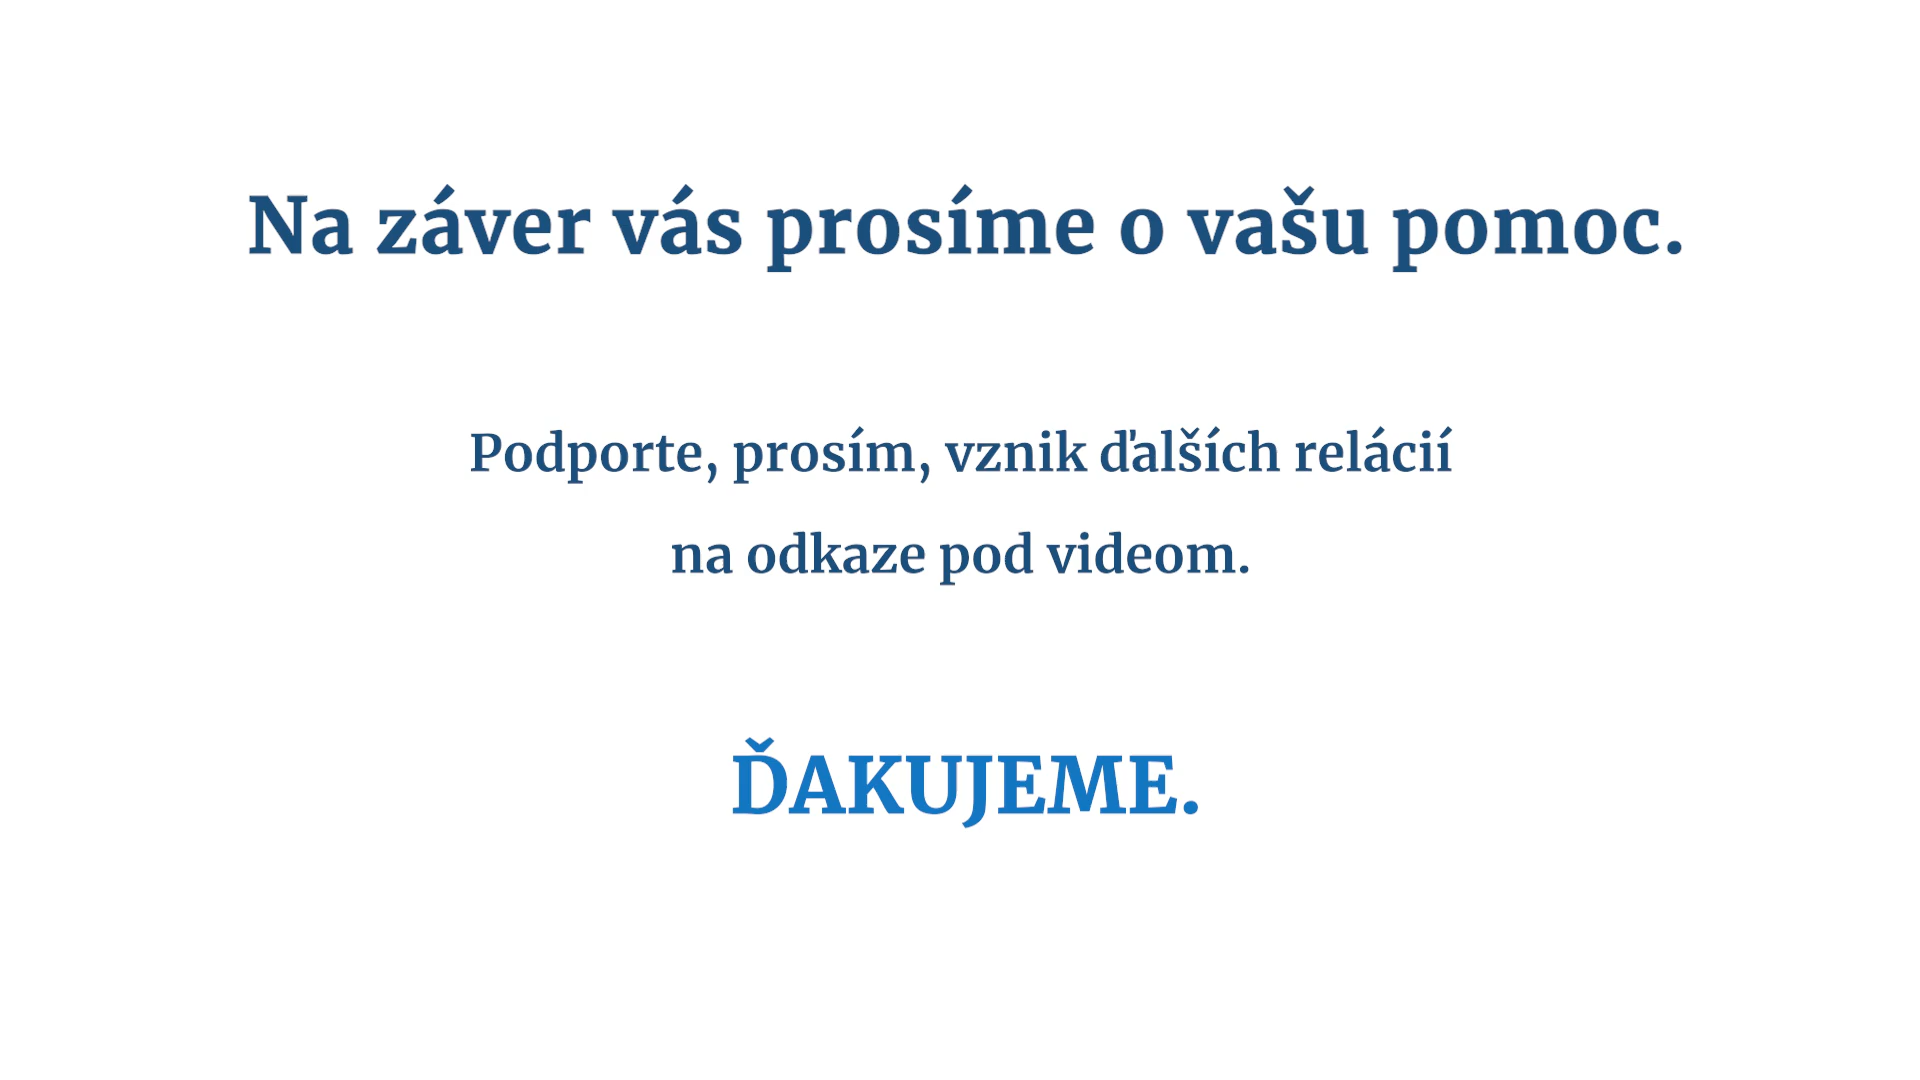 Na záver vás prosíme o vašu pomoc.
Podporte, prosím, vznik ďalších relácií
na odkaze pod videom.
ĎAKUJEME.